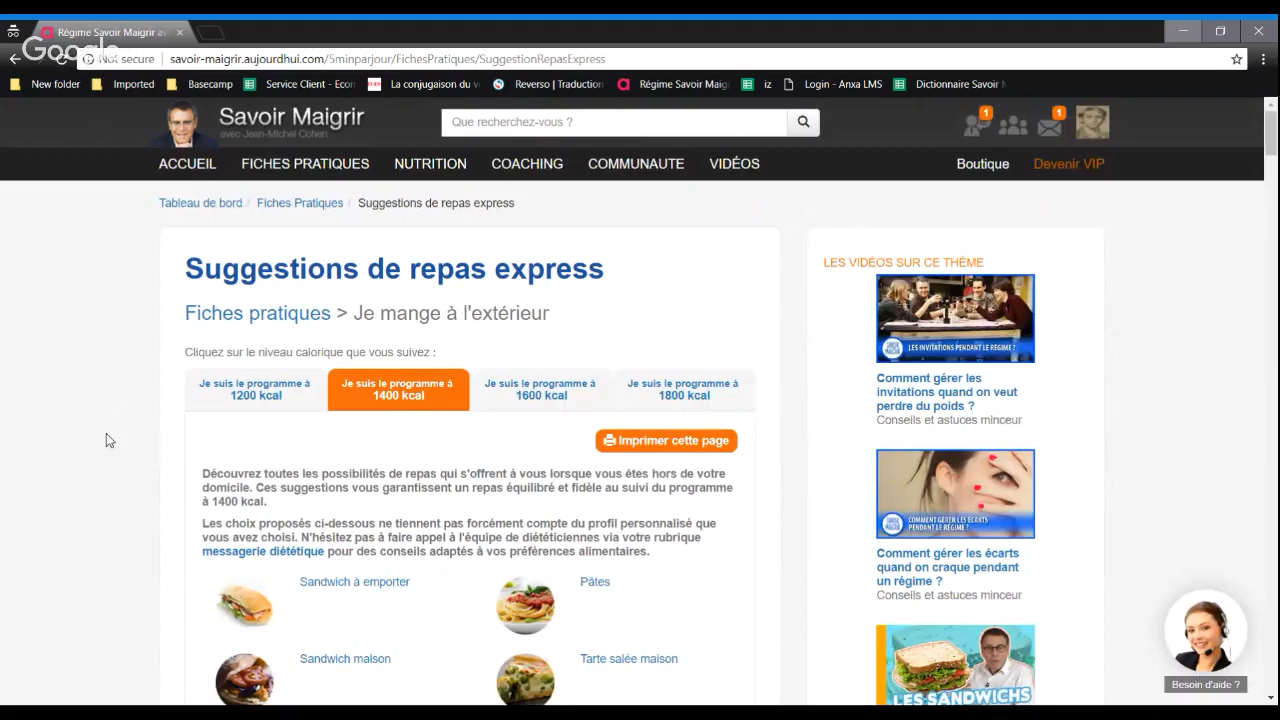 Régime Savoir Maigrir av
Google
Not secure
savoir-maigrir.aujourdhui.com/5minparjour/FichesPratiques/SuggestionRepasExpress
New folder
Imported
Basecamp
Service Client - Econ
La conjugaison du v
Reverso | Traduction
Régime Savoir Maigri
iz
Login - Anxa LMS
Dictionnaire Savoir M
Savoir Maigrir
avec Jean-Michel Cohen
Que recherchez-vous ?
1
1
ACCUEIL
FICHES PRATIQUES
NUTRITION
COACHING
COMMUNAUTE
VIDÉOS
Boutique
Devenir VIP
Tableau de bord / Fiches Pratiques / Suggestions de repas express
Suggestions de repas express
Fiches pratiques > Je mange à l'extérieur
Cliquez sur le niveau calorique que vous suivez :
Je suis le programme à
1200 kcal
Je suis le programme à
1400 kcal
Je suis le programme à
1600 kcal
Je suis le programme à
1800 kcal
Imprimer cette page
Découvrez toutes les possibilités de repas qui s'offrent à vous lorsque vous êtes hors de votre
domicile. Ces suggestions vous garantissent un repas équilibré et fidèle au suivi du programme
à 1400 kcal.
Les choix proposés ci-dessous ne tiennent pas forcément compte du profil personnalisé que
vous avez choisi. N'hésitez pas à faire appel à l'équipe de diététiciennes via votre rubrique
messagerie diététique pour des conseils adaptés à vos préférences alimentaires.
Sandwich à emporter
Pâtes
Sandwich maison
Tarte salée maison
LES VIDÉOS SUR CE THÈME
LES INVITATIONS PENDANT LE RÉGIME ?
Comment gérer les
invitations quand on veut
perdre du poids ?
Conseils et astuces minceur
COMMENT GÉRER LES ÉCARTS
PENDANT LE RÉGIME ?
Comment gérer les écarts
quand on craque pendant
un régime ?
Conseils et astuces minceur
LES SANDWICHS
Besoin d'aide ?